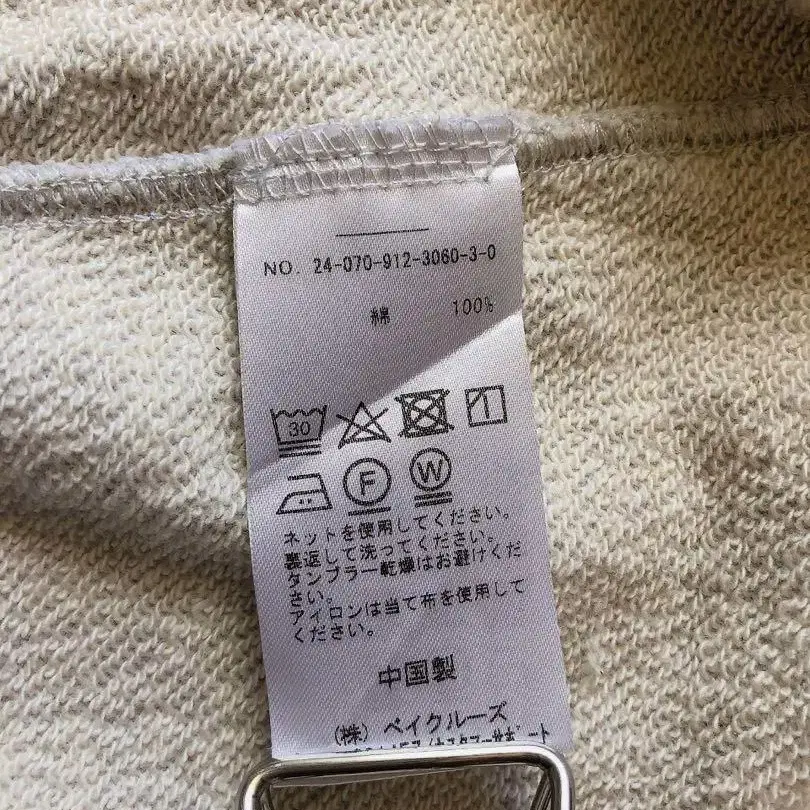 NO. 24-070-912-3060-3-0
綿 100%
30
F W
ネットを使用してください。
裏返して洗ってください。
タンブラー乾燥はお避けくだ
さい。
アイロンは当て布を使用して
ください。
中国製
(株) ベイクルーズ